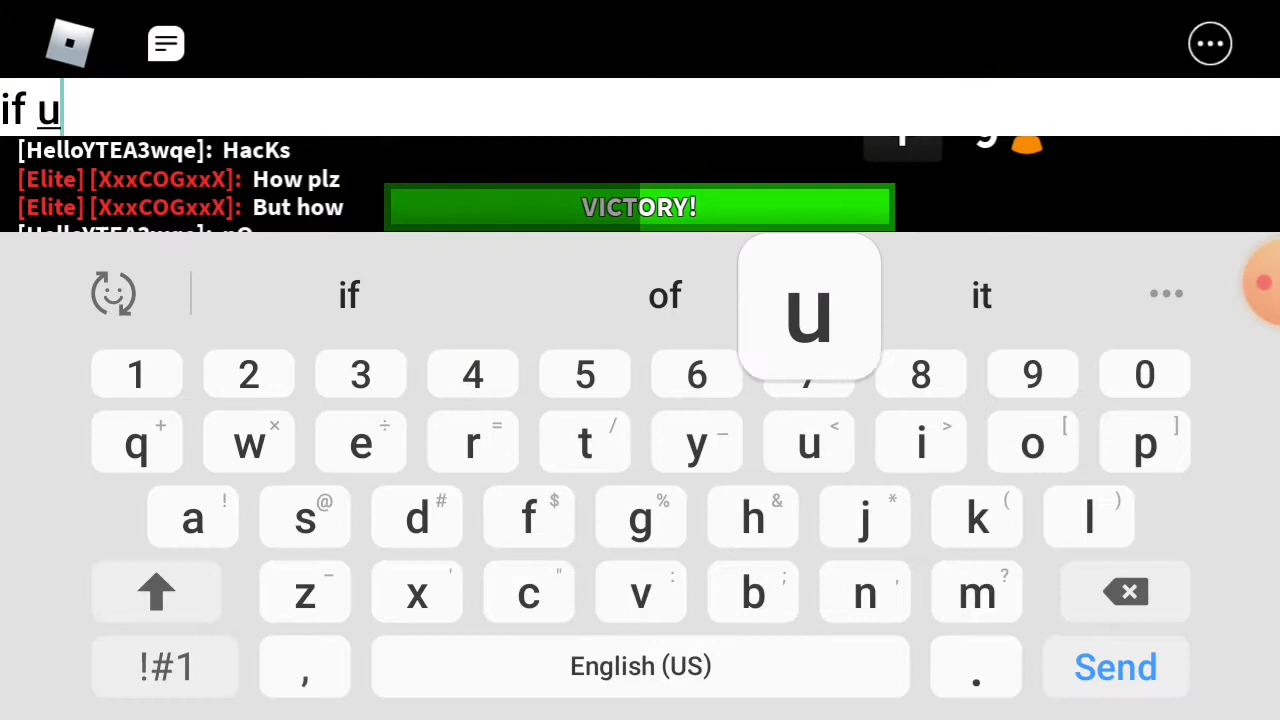 if u
[HelloYTEA3wqe]: HacKs
[Elite] [XxxCOGxxX]: How plz
[Elite] [XxxCOGxxX]: But how
VICTORY!
if of u it
1 2 3 4 5 6 8 9 0
q + w × e ÷ r = t / y _ u < i > o [ p ]
a ! s @ d # f $ g % h & j * k ( l )
z - x ' c " v : b ; n , m ?
!#1 , English (US) . Send